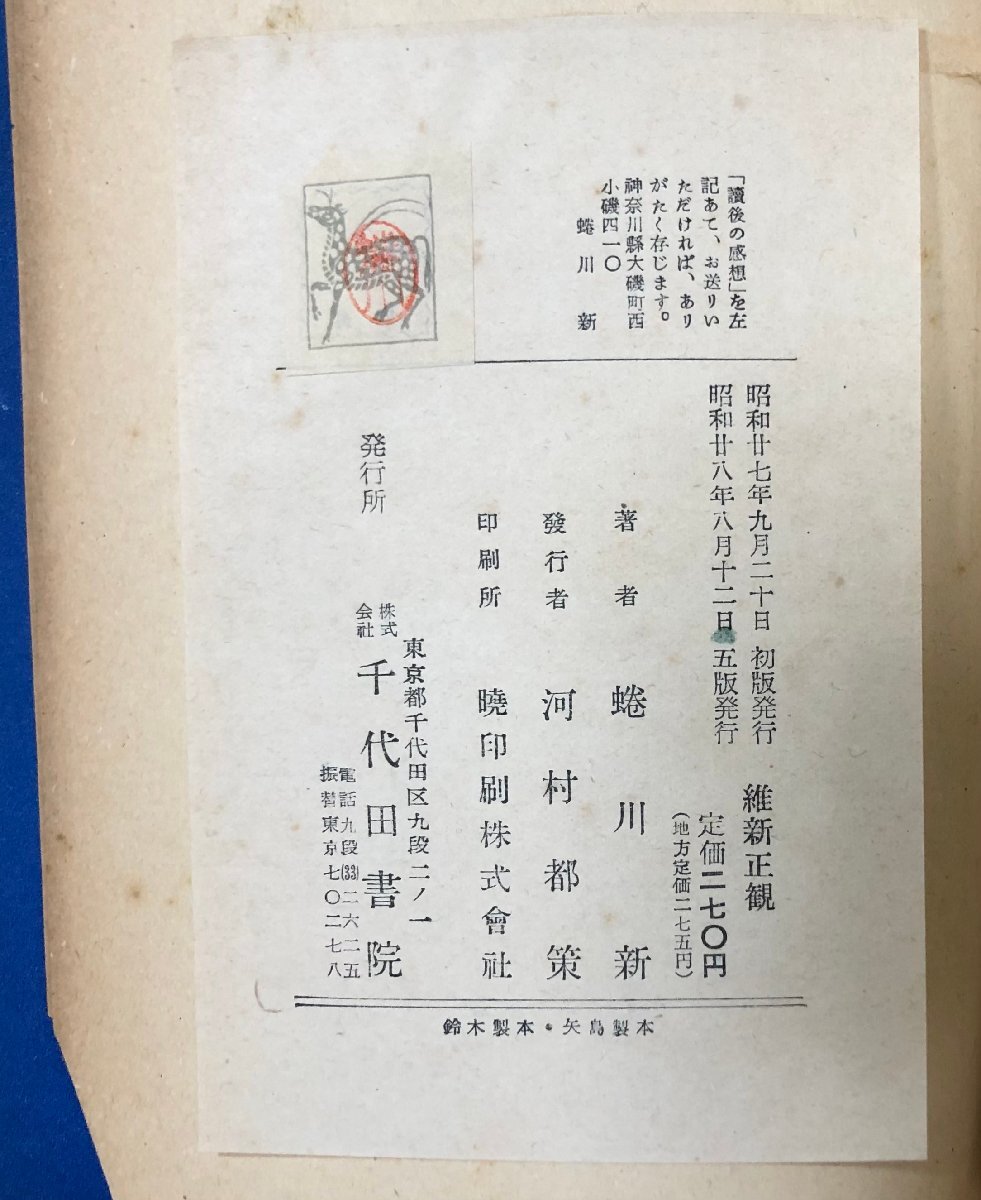 「讀後の感想」を左
記あて、お送りい
ただければ、あり
がたく存じます。
神奈川縣大磯町西
小磯四一〇
蜷川新
昭和廿七年九月二十日 初版発行
昭和廿八年八月十二日 五版発行
維新正観
定価二七〇円
(地方定価二七五円)
著者 蜷川新
發行者 河村都策
印刷所 曉印刷株式會社
発行所
東京都千代田区九段二ノ一
株式会社 千代田書院
電話九段(33)二六二五
振替東京七〇二七八
鈴木製本・矢島製本